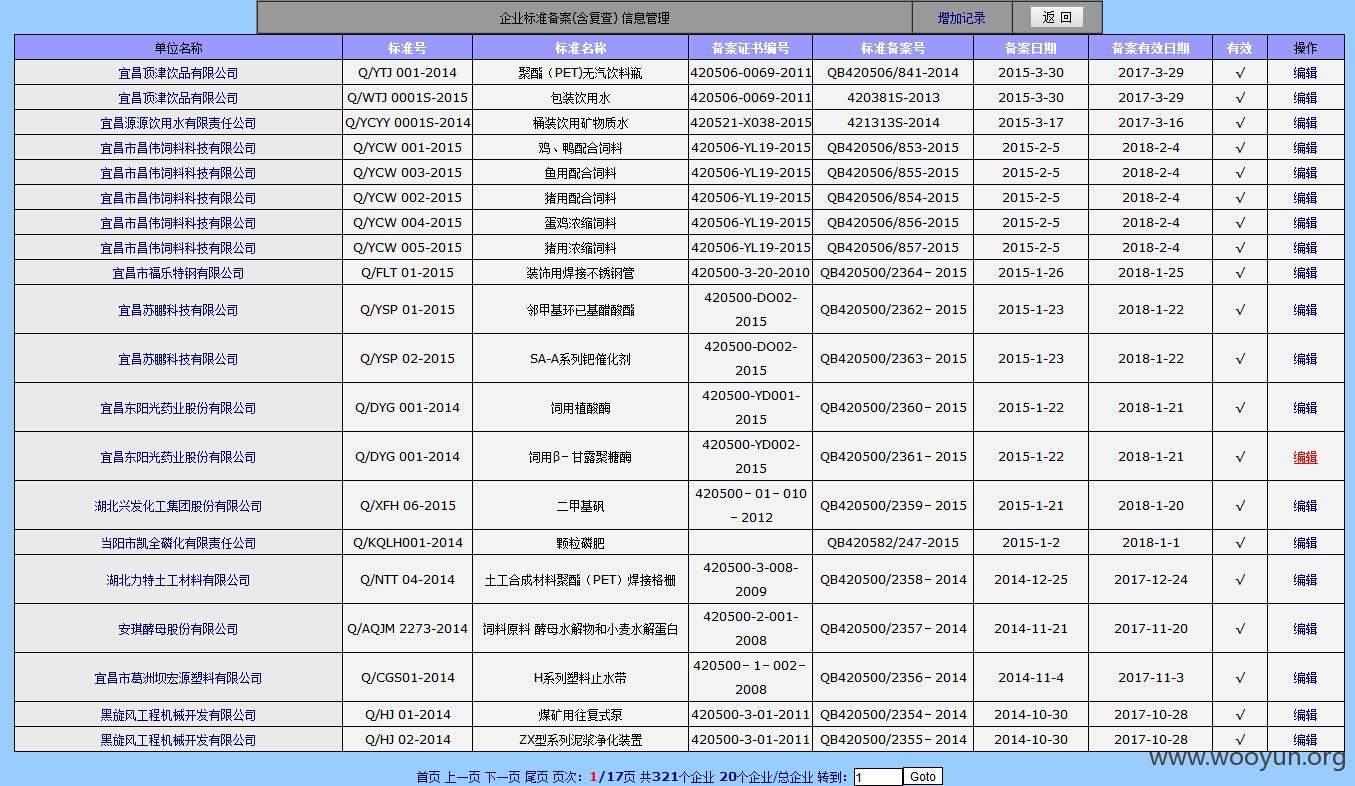 企业标准备案(含复查) 信息管理 增加记录 返 回
单位名称 标准号 标准名称 备案证书编号 标准备案号 备案日期 备案有效日期 有效 操作
宜昌顶津饮品有限公司 Q/YTJ 001-2014 聚酯（PET)无汽饮料瓶 420506-0069-2011 QB420506/841-2014 2015-3-30 2017-3-29 √ 编辑
宜昌顶津饮品有限公司 Q/WTJ 0001S-2015 包装饮用水 420506-0069-2011 420381S-2013 2015-3-30 2017-3-29 √ 编辑
宜昌源源饮用水有限责任公司 Q/YCYY 0001S-2014 桶装饮用矿物质水 420521-X038-2015 421313S-2014 2015-3-17 2017-3-16 √ 编辑
宜昌市昌伟饲料科技有限公司 Q/YCW 001-2015 鸡、鸭配合饲料 420506-YL19-2015 QB420506/853-2015 2015-2-5 2018-2-4 √ 编辑
宜昌市昌伟饲料科技有限公司 Q/YCW 003-2015 鱼用配合饲料 420506-YL19-2015 QB420506/855-2015 2015-2-5 2018-2-4 √ 编辑
宜昌市昌伟饲料科技有限公司 Q/YCW 002-2015 猪用配合饲料 420506-YL19-2015 QB420506/854-2015 2015-2-5 2018-2-4 √ 编辑
宜昌市昌伟饲料科技有限公司 Q/YCW 004-2015 蛋鸡浓缩饲料 420506-YL19-2015 QB420506/856-2015 2015-2-5 2018-2-4 √ 编辑
宜昌市昌伟饲料科技有限公司 Q/YCW 005-2015 猪用浓缩饲料 420506-YL19-2015 QB420506/857-2015 2015-2-5 2018-2-4 √ 编辑
宜昌市福乐特钢有限公司 Q/FLT 01-2015 装饰用焊接不锈钢管 420500-3-20-2010 QB420500/2364－2015 2015-1-26 2018-1-25 √ 编辑
宜昌苏鹏科技有限公司 Q/YSP 01-2015 邻甲基环已基醋酸酯 420500-DO02-2015 QB420500/2362－2015 2015-1-23 2018-1-22 √ 编辑
宜昌苏鹏科技有限公司 Q/YSP 02-2015 SA-A系列钯催化剂 420500-DO02-2015 QB420500/2363－2015 2015-1-23 2018-1-22 √ 编辑
宜昌东阳光药业股份有限公司 Q/DYG 001-2014 饲用植酸酶 420500-YD001-2015 QB420500/2360－2015 2015-1-22 2018-1-21 √ 编辑
宜昌东阳光药业股份有限公司 Q/DYG 001-2014 饲用β－甘露聚糖酶 420500-YD002-2015 QB420500/2361－2015 2015-1-22 2018-1-21 √ 编辑
湖北兴发化工集团股份有限公司 Q/XFH 06-2015 二甲基砜 420500－01－010－2012 QB420500/2359－2015 2015-1-21 2018-1-20 √ 编辑
当阳市凯全磷化有限责任公司 Q/KQLH001-2014 颗粒磷肥 QB420582/247-2015 2015-1-2 2018-1-1 √ 编辑
湖北力特土工材料有限公司 Q/NTT 04-2014 土工合成材料聚酯（PET）焊接格栅 420500-3-008-2009 QB420500/2358－2014 2014-12-25 2017-12-24 √ 编辑
安琪酵母股份有限公司 Q/AQJM 2273-2014 饲料原料 酵母水解物和小麦水解蛋白 420500-2-001-2008 QB420500/2357－2014 2014-11-21 2017-11-20 √ 编辑
宜昌市葛洲坝宏源塑料有限公司 Q/CGS01-2014 H系列塑料止水带 420500－1－002－2008 QB420500/2356－2014 2014-11-4 2017-11-3 √ 编辑
黑旋风工程机械开发有限公司 Q/HJ 01-2014 煤矿用往复式泵 420500-3-01-2011 QB420500/2354－2014 2014-10-30 2017-10-28 √ 编辑
黑旋风工程机械开发有限公司 Q/HJ 02-2014 ZX型系列泥浆净化装置 420500-3-01-2011 QB420500/2355－2014 2014-10-30 2017-10-28 √ 编辑
www.wooyun.org
首页 上一页 下一页 尾页 页次：1/17页 共321个企业 20个企业/总企业 转到： 1 Goto